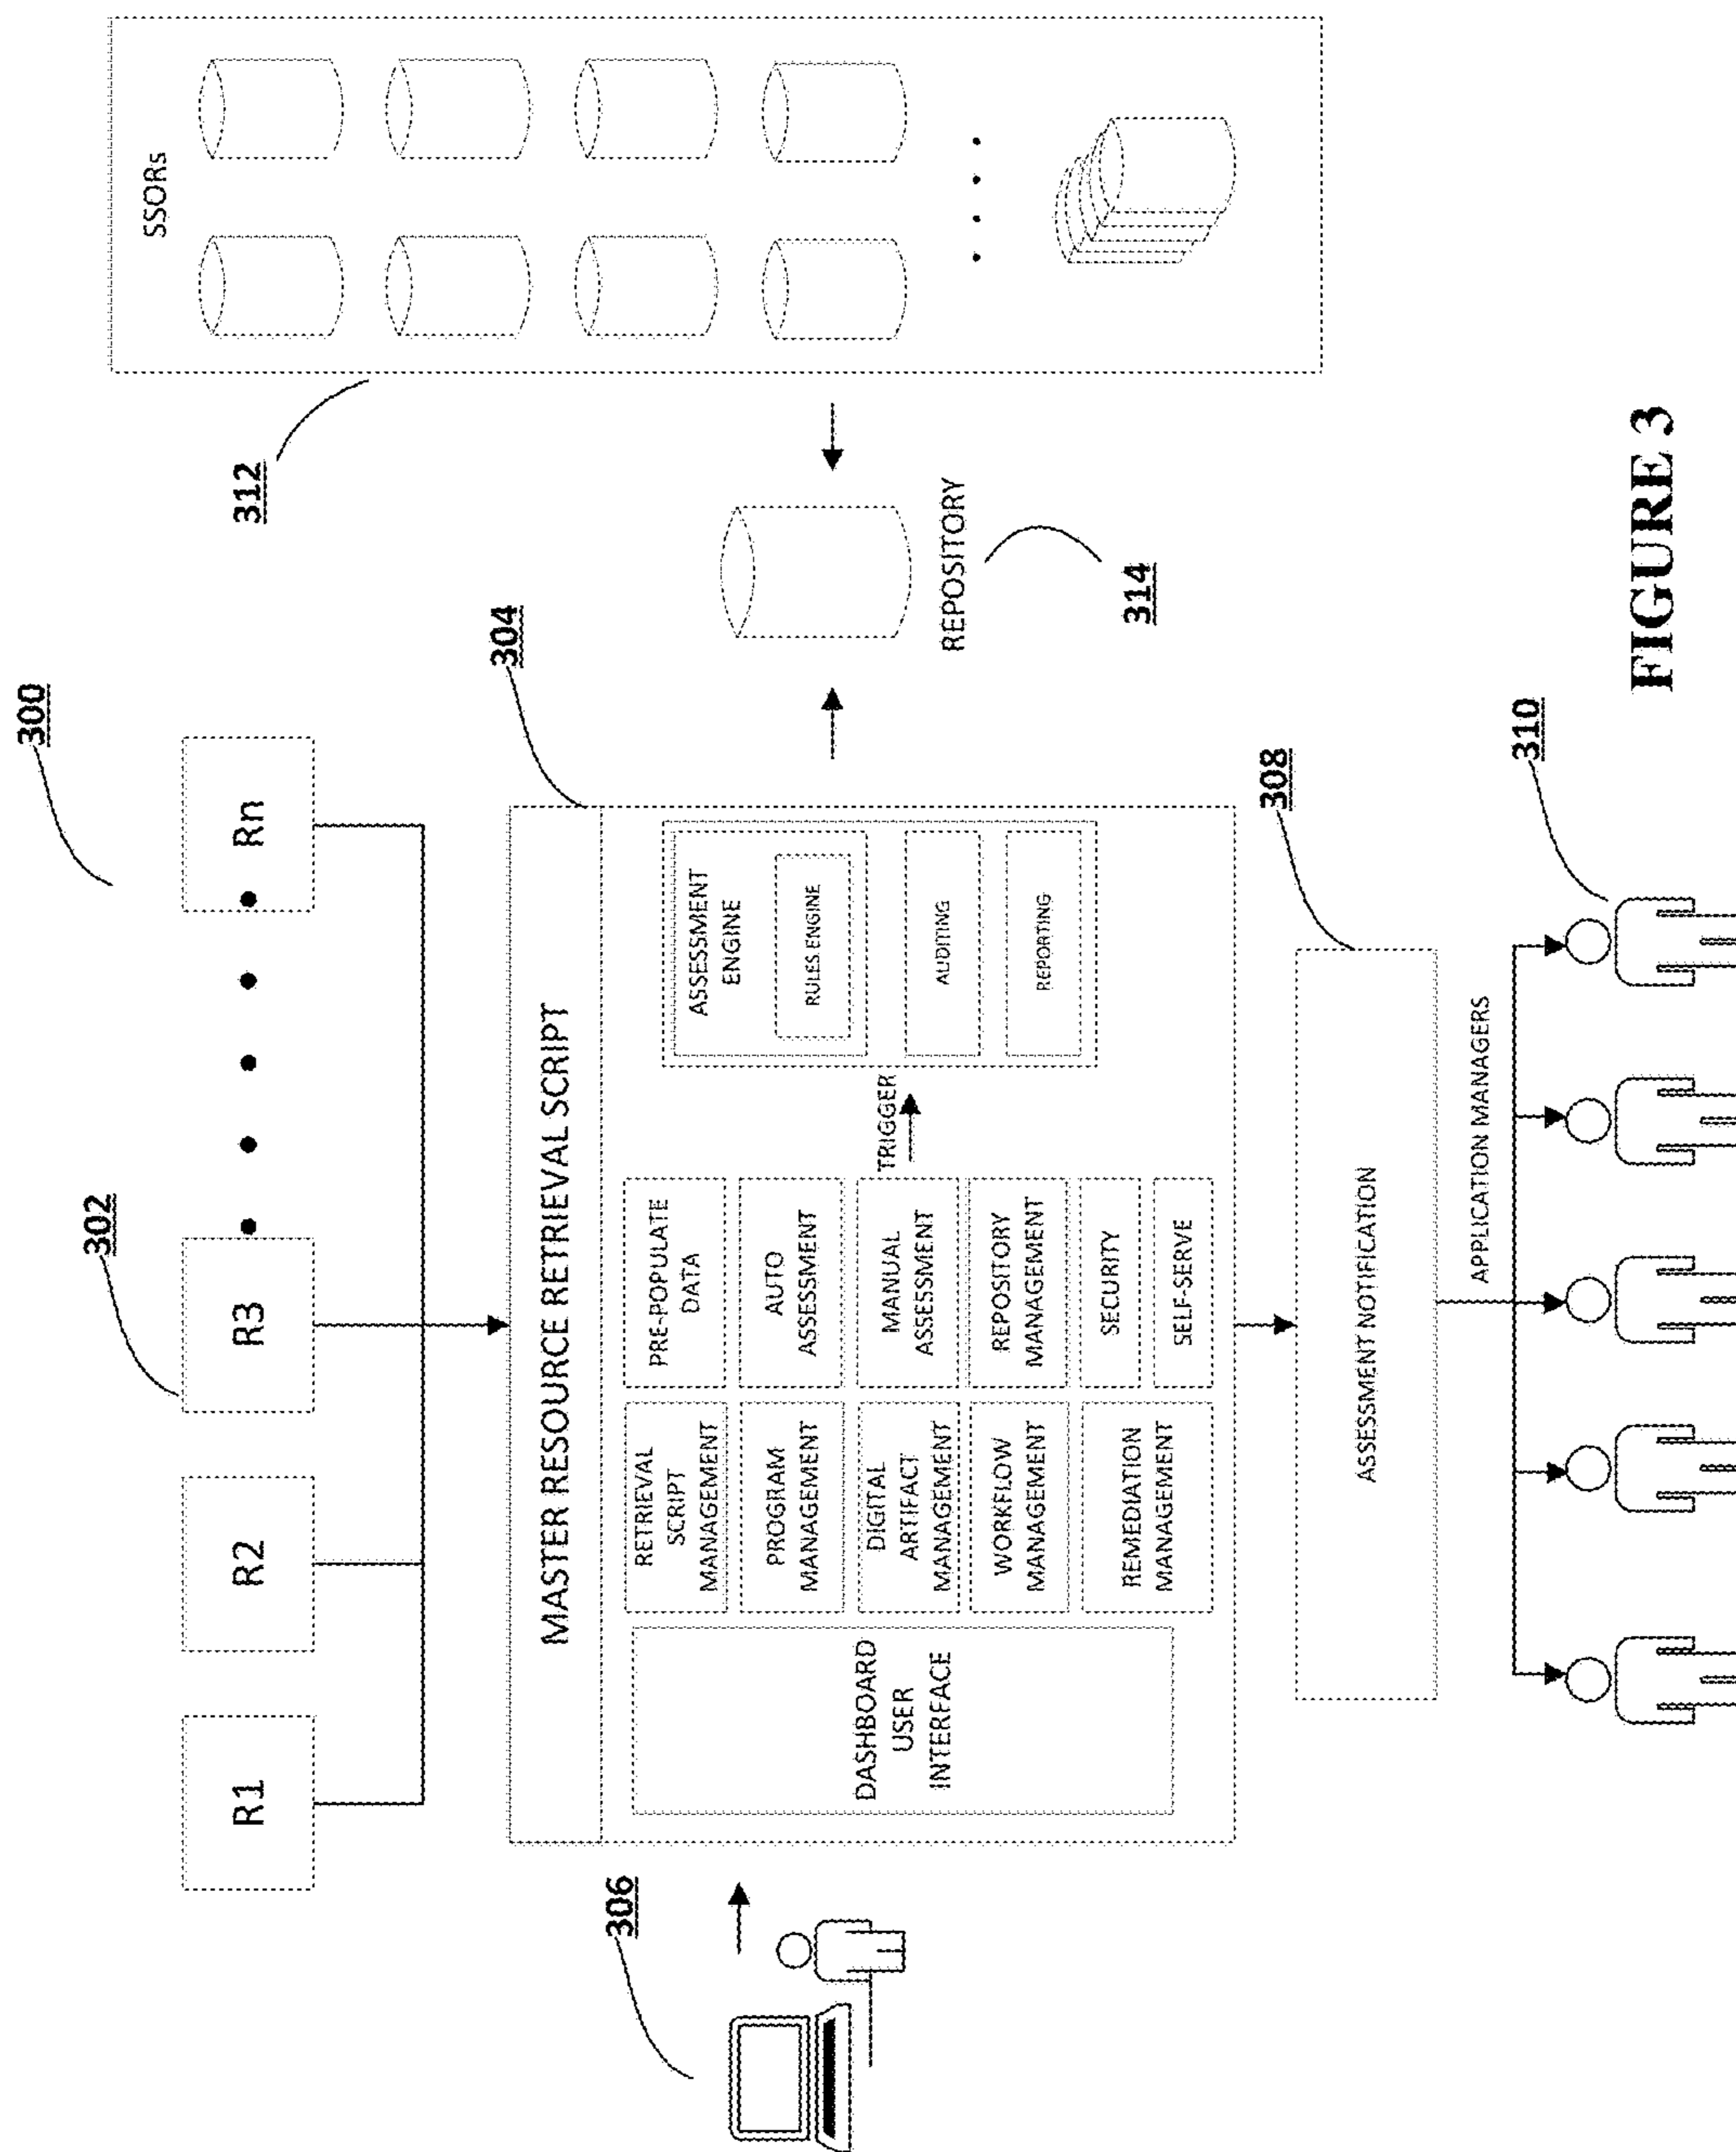 300
302
R1
R2
R3
Rn
SSORs
312
304
MASTER RESOURCE RETRIEVAL SCRIPT
306
DASHBOARD
USER
INTERFACE
RETRIEVAL
SCRIPT
MANAGEMENT
PROGRAM
MANAGEMENT
DIGITAL
ARTIFACT
MANAGEMENT
WORKFLOW
MANAGEMENT
REMEDIATION
MANAGEMENT
PRE-POPULATE
DATA
AUTO
ASSESSMENT
MANUAL
ASSESSMENT
REPOSITORY
MANAGEMENT
SECURITY
SELF-SERVE
TRIGGER
ASSESSMENT
ENGINE
RULES ENGINE
AUDITING
REPORTING
REPOSITORY
314
308
ASSESSMENT NOTIFICATION
APPLICATION MANAGERS
310
FIGURE 3